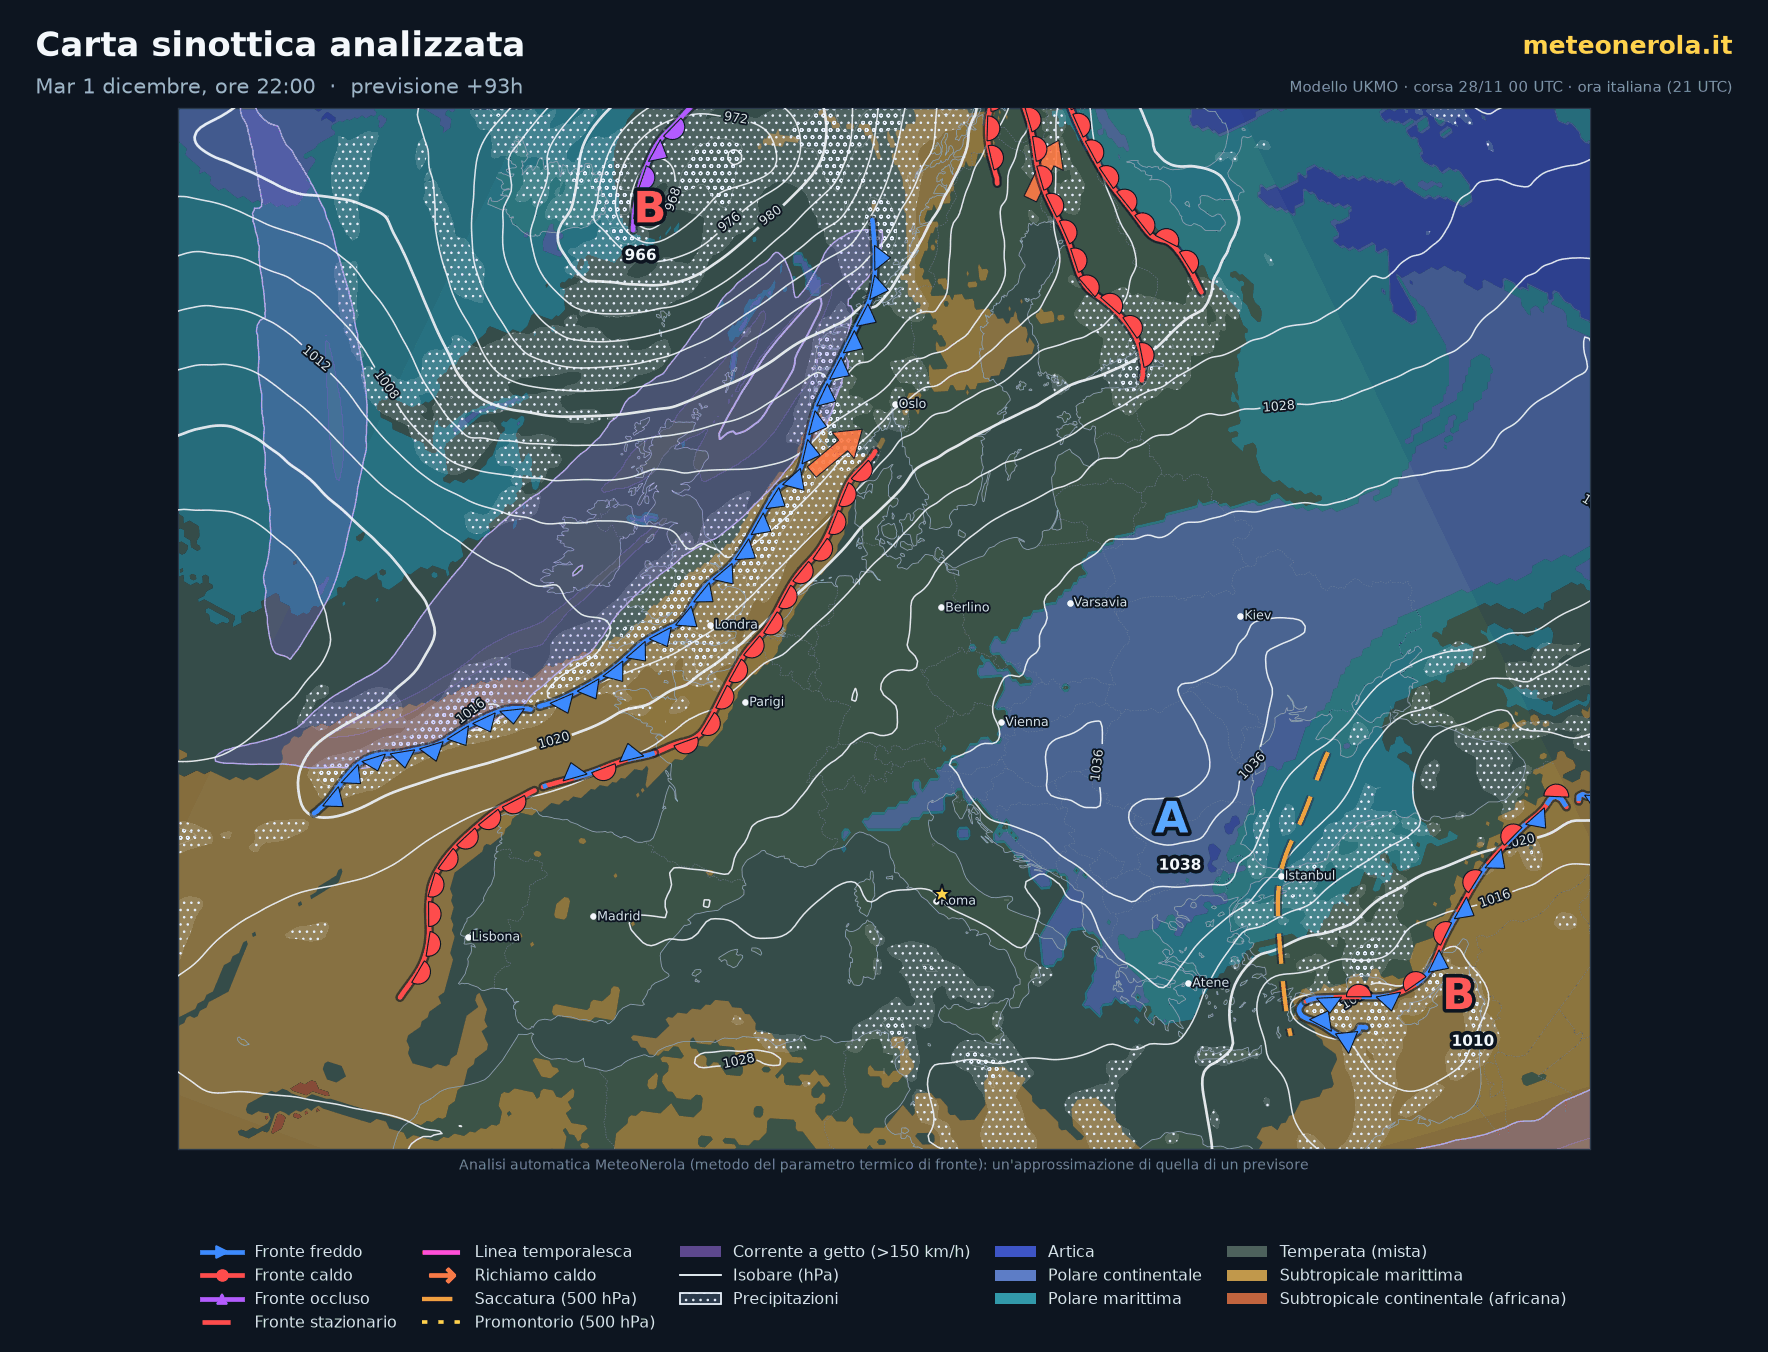 Carta sinottica analizzata
meteonerola.it
Mar 1 dicembre, ore 22:00 · previsione +93h
Modello UKMO · corsa 28/11 00 UTC · ora italiana (21 UTC)
972
968
B
976
980
966
1012
1008
Oslo
1028
Berlino
Varsavia
Kiev
Londra
Parigi
1016
Vienna
1020
1036
1036
A
1038
1020
Istanbul
Roma
1016
Madrid
Lisbona
Atene
B
1010
1028
Analisi automatica MeteoNerola (metodo del parametro termico di fronte): un'approssimazione di quella di un previsore
Fronte freddo
Linea temporalesca
Corrente a getto (>150 km/h)
Artica
Temperata (mista)
Fronte caldo
Richiamo caldo
Isobare (hPa)
Polare continentale
Subtropicale marittima
Fronte occluso
Saccatura (500 hPa)
Precipitazioni
Polare marittima
Subtropicale continentale (africana)
Fronte stazionario
Promontorio (500 hPa)